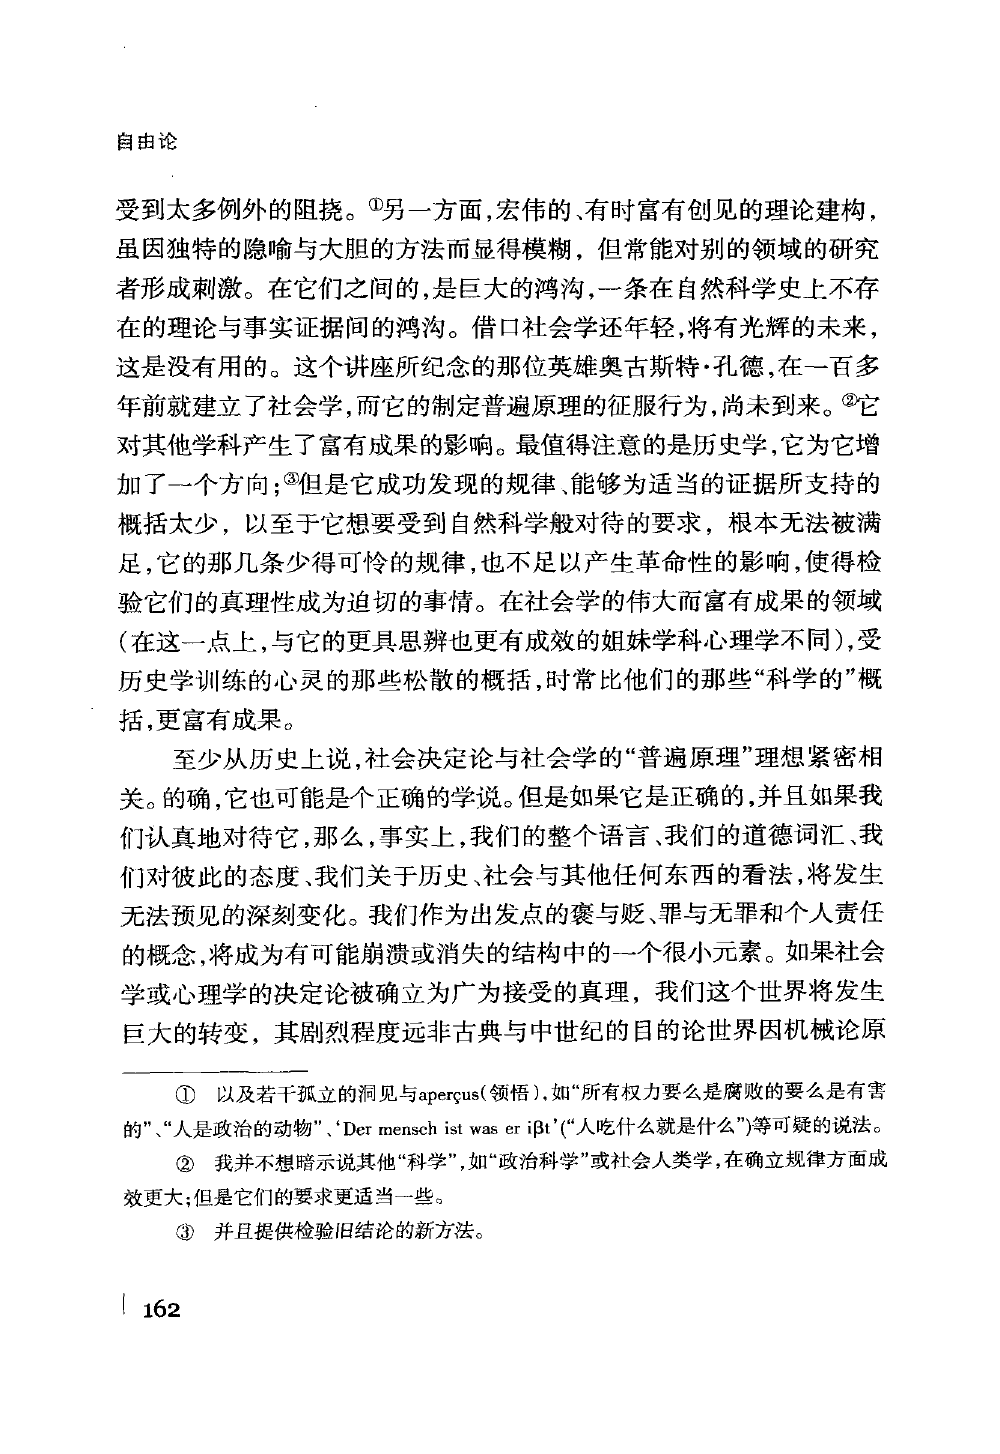 自由论
受到太多例外的阻挠。①另一方面,宏伟的、有时富有创见的理论建构,
虽因独特的隐喻与大胆的方法而显得模糊，但常能对别的领域的研究
者形成刺激。在它们之间的,是巨大的鸿沟,一条在自然科学史上不存
在的理论与事实证据间的鸿沟。借口社会学还年轻,将有光辉的未来,
这是没有用的。这个讲座所纪念的那位英雄奥古斯特·孔德,在一百多
年前就建立了社会学,而它的制定普遍原理的征服行为,尚未到来。②它
对其他学科产生了富有成果的影响。最值得注意的是历史学,它为它增
加了一个方向;③但是它成功发现的规律、能够为适当的证据所支持的
概括太少，以至于它想要受到自然科学般对待的要求，根本无法被满
足,它的那几条少得可怜的规律,也不足以产生革命性的影响,使得检
验它们的真理性成为迫切的事情。在社会学的伟大而富有成果的领域
(在这一点上,与它的更具思辨也更有成效的姐妹学科心理学不同),受
历史学训练的心灵的那些松散的概括,时常比他们的那些“科学的”概
括,更富有成果。
至少从历史上说,社会决定论与社会学的“普遍原理”理想紧密相
关。的确,它也可能是个正确的学说。但是如果它是正确的,并且如果我
们认真地对待它,那么,事实上,我们的整个语言、我们的道德词汇、我
们对彼此的态度、我们关于历史、社会与其他任何东西的看法,将发生
无法预见的深刻变化。我们作为出发点的褒与贬、罪与无罪和个人责任
的概念,将成为有可能崩溃或消失的结构中的一个很小元素。如果社会
学或心理学的决定论被确立为广为接受的真理，我们这个世界将发生
巨大的转变，其剧烈程度远非古典与中世纪的目的论世界因机械论原
① 以及若干孤立的洞见与aperçus(领悟),如“所有权力要么是腐败的要么是有害
的”、“人是政治的动物”、‘Der mensch ist was er ißt’(“人吃什么就是什么”)等可疑的说法。
② 我并不想暗示说其他“科学”,如“政治科学”或社会人类学,在确立规律方面成
效更大;但是它们的要求更适当一些。
③ 并且提供检验旧结论的新方法。
162